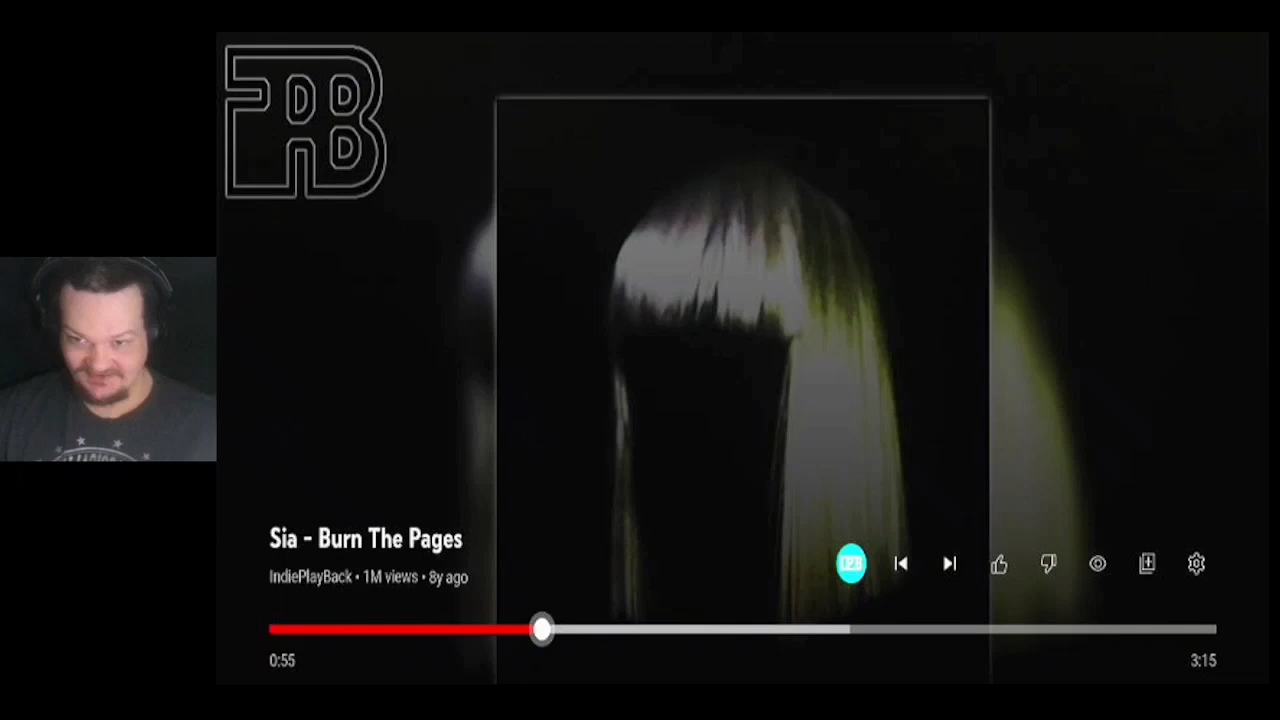 Sia - Burn The Pages
IndiePlayBack • 1M views • 8y ago
0:55
3:15